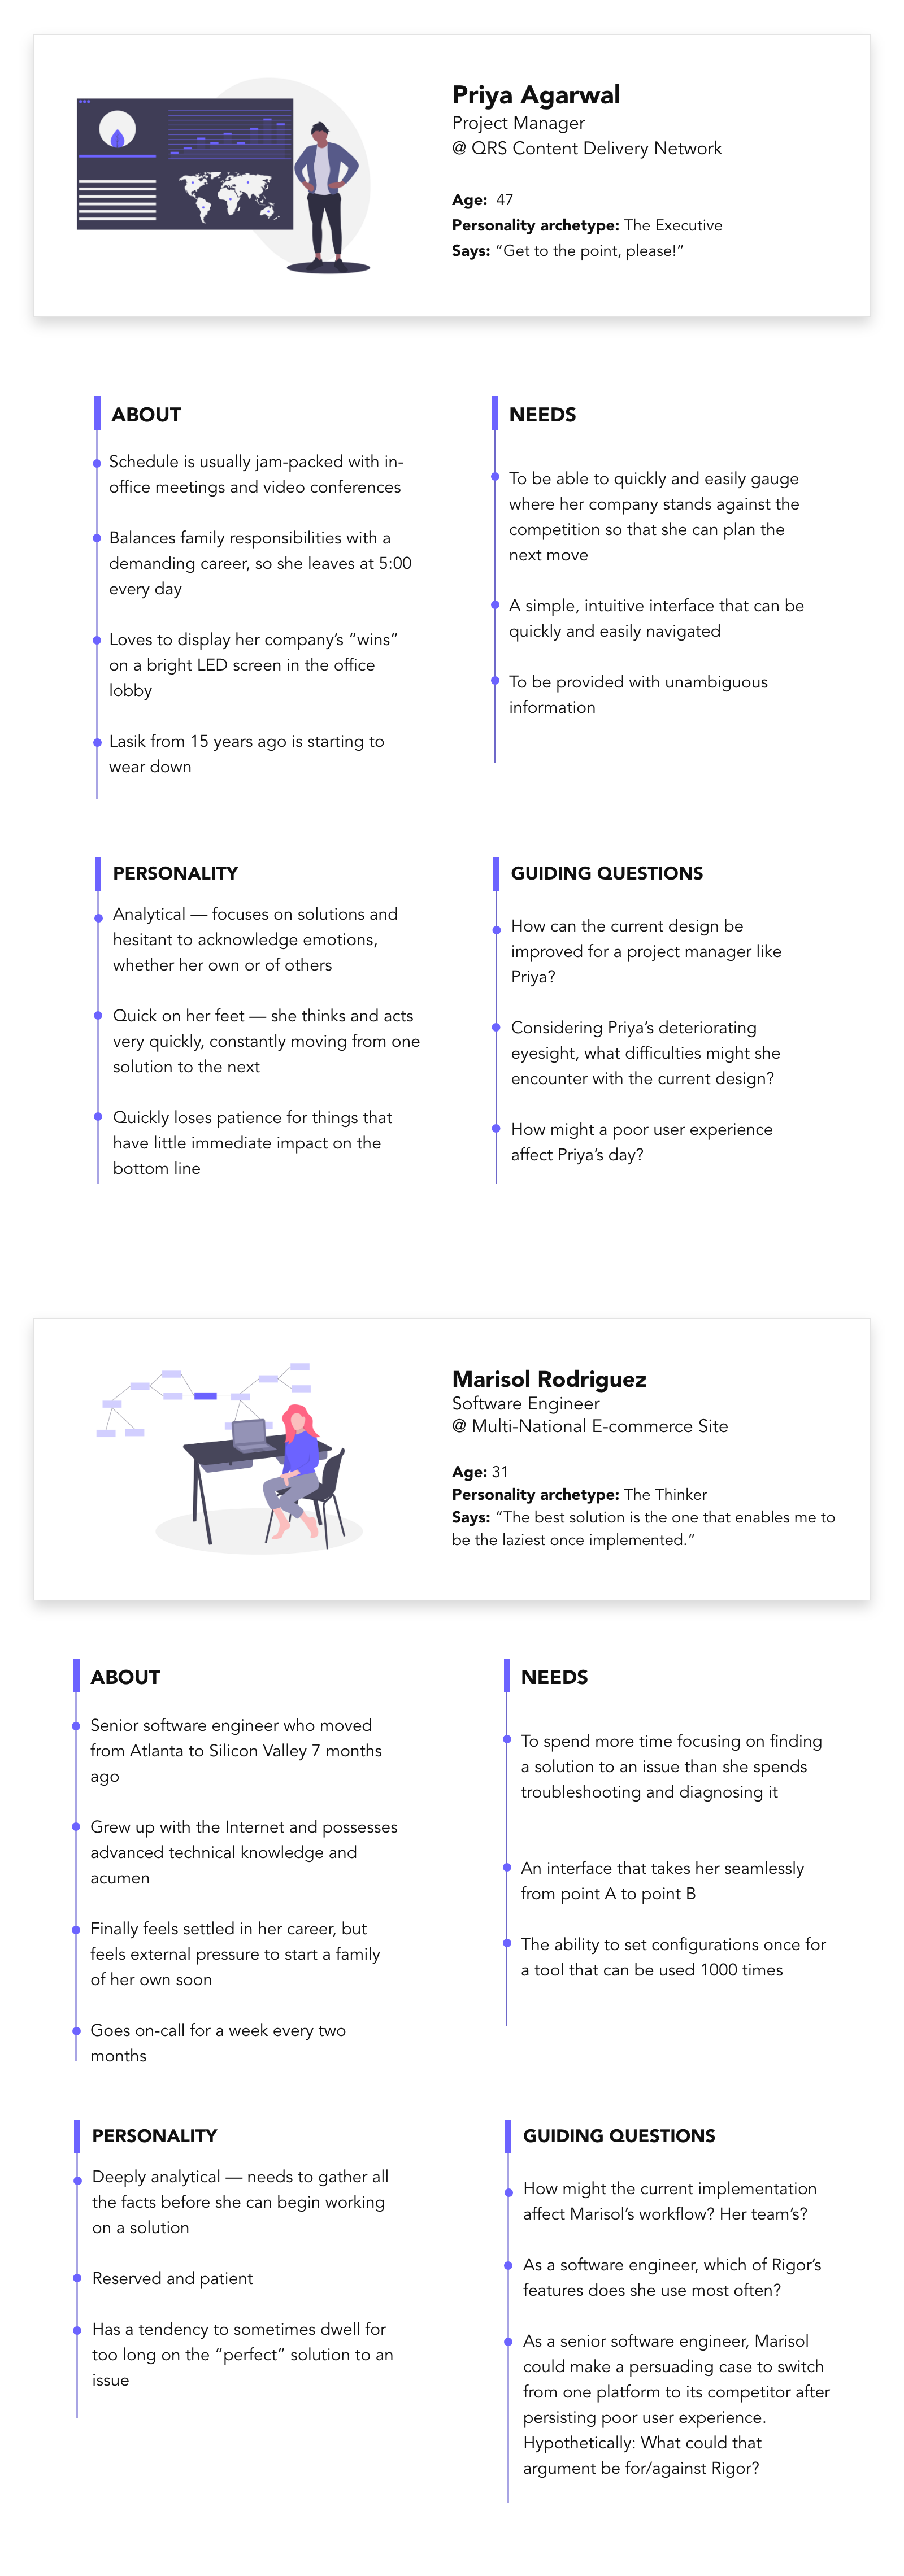 Priya Agarwal
Project Manager
@ QRS Content Delivery Network
Age: 47
Personality archetype: The Executive
Says: “Get to the point, please!”
ABOUT
Schedule is usually jam-packed with in-
office meetings and video conferences
Balances family responsibilities with a
demanding career, so she leaves at 5:00
every day
Loves to display her company’s “wins”
on a bright LED screen in the office
lobby
Lasik from 15 years ago is starting to
wear down
NEEDS
To be able to quickly and easily gauge
where her company stands against the
competition so that she can plan the
next move
A simple, intuitive interface that can be
quickly and easily navigated
To be provided with unambiguous
information
PERSONALITY
Analytical — focuses on solutions and
hesitant to acknowledge emotions,
whether her own or of others
Quick on her feet — she thinks and acts
very quickly, constantly moving from one
solution to the next
Quickly loses patience for things that
have little immediate impact on the
bottom line
GUIDING QUESTIONS
How can the current design be
improved for a project manager like
Priya?
Considering Priya’s deteriorating
eyesight, what difficulties might she
encounter with the current design?
How might a poor user experience
affect Priya’s day?
Marisol Rodriguez
Software Engineer
@ Multi-National E-commerce Site
Age: 31
Personality archetype: The Thinker
Says: “The best solution is the one that enables me to
be the laziest once implemented.”
ABOUT
Senior software engineer who moved
from Atlanta to Silicon Valley 7 months
ago
Grew up with the Internet and possesses
advanced technical knowledge and
acumen
Finally feels settled in her career, but
feels external pressure to start a family
of her own soon
Goes on-call for a week every two
months
NEEDS
To spend more time focusing on finding
a solution to an issue than she spends
troubleshooting and diagnosing it
An interface that takes her seamlessly
from point A to point B
The ability to set configurations once for
a tool that can be used 1000 times
PERSONALITY
Deeply analytical — needs to gather all
the facts before she can begin working
on a solution
Reserved and patient
Has a tendency to sometimes dwell for
too long on the “perfect” solution to an
issue
GUIDING QUESTIONS
How might the current implementation
affect Marisol’s workflow? Her team’s?
As a software engineer, which of Rigor’s
features does she use most often?
As a senior software engineer, Marisol
could make a persuading case to switch
from one platform to its competitor after
persisting poor user experience.
Hypothetically: What could that
argument be for/against Rigor?